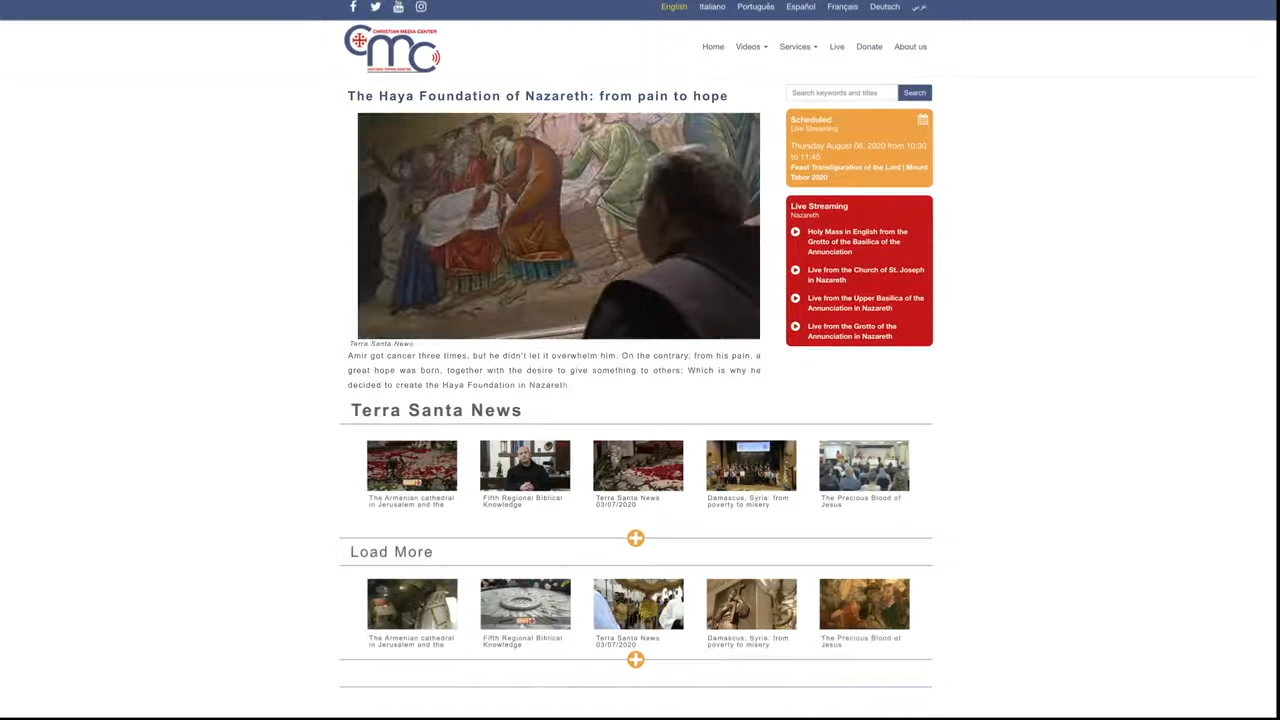 English Italiano Português Español Français Deutsch عربي
CHRISTIAN MEDIA CENTER
CMC
Home Videos Services Live Donate About us
The Haya Foundation of Nazareth: from pain to hope
Search keywords and titles Search
Scheduled
Live Streaming
Thursday August 06, 2020 from 10:30
to 11:45
Feast Transfiguration of the Lord | Mount
Tabor 2020
Live Streaming
Nazareth
Holy Mass in English from the
Grotto of the Basilica of the
Annunciation
Live from the Church of St. Joseph
in Nazareth
Live from the Upper Basilica of the
Annunciation in Nazareth
Live from the Grotto of the
Annunciation in Nazareth
Terra Santa News
Amir got cancer three times, but he didn't let it overwhelm him. On the contrary, from his pain, a
great hope was born, together with the desire to give something to others; Which is why he
decided to create the Haya Foundation in Nazareth.
Terra Santa News
The Armenian cathedral
in Jerusalem and the
Fifth Regional Biblical
Knowledge
Terra Santa News
03/07/2020
Damascus, Syria: from
poverty to misery
The Precious Blood of
Jesus
Load More
The Armenian cathedral
in Jerusalem and the
Fifth Regional Biblical
Knowledge
Terra Santa News
03/07/2020
Damascus, Syria: from
poverty to misery
The Precious Blood of
Jesus